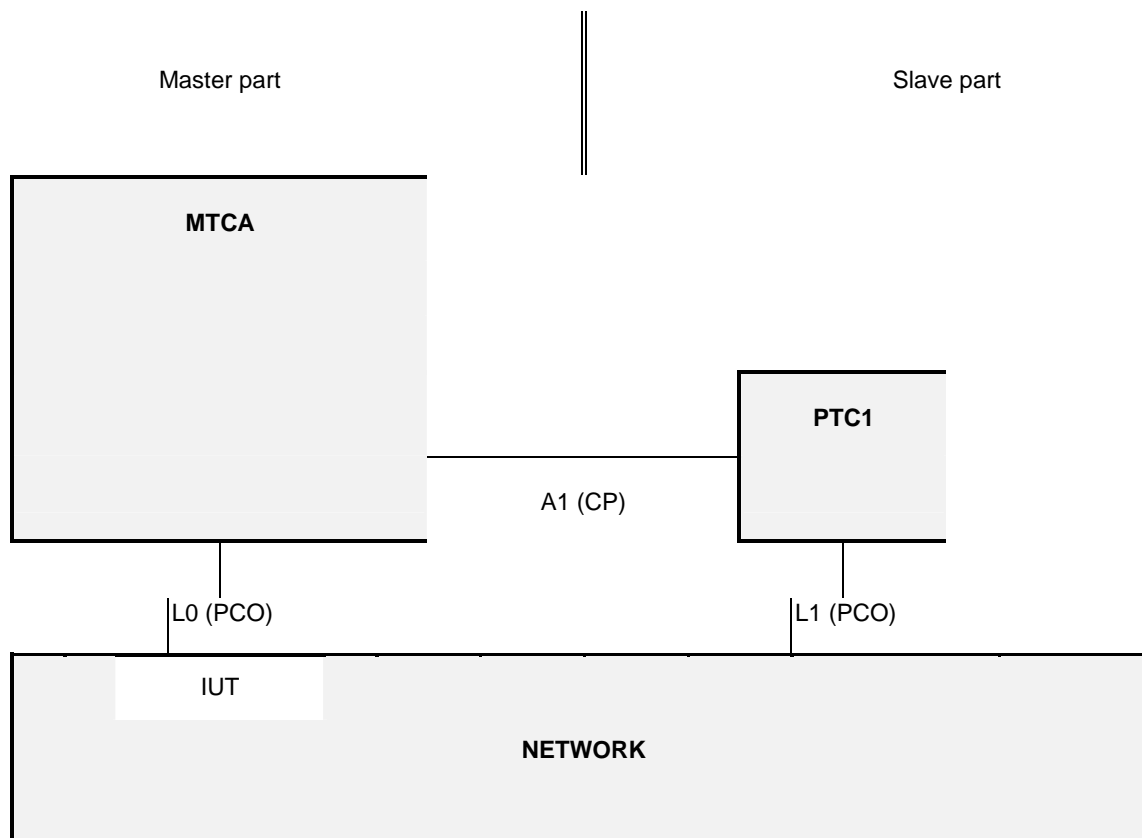 Master part
Slave part
MTCA
PTC1
A1 (CP)
L0 (PCO)
L1 (PCO)
IUT
NETWORK